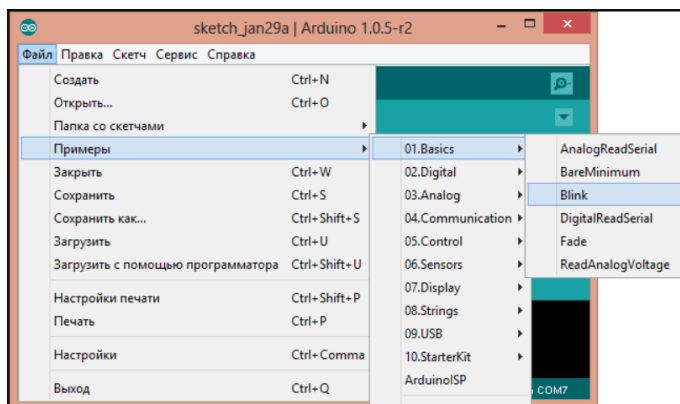 sketch_jan29a | Arduino 1.0.5-r2
Файл Правка Скетч Сервис Справка
Создать Ctrl+N
Открыть... Ctrl+O
Папка со скетчами
Примеры
Закрыть Ctrl+W
Сохранить Ctrl+S
Сохранить как... Ctrl+Shift+S
Загрузить Ctrl+U
Загрузить с помощью программатора Ctrl+Shift+U
Настройки печати Ctrl+Shift+P
Печать Ctrl+P
Настройки Ctrl+Comma
Выход Ctrl+Q
01.Basics
02.Digital
03.Analog
04.Communication
05.Control
06.Sensors
07.Display
08.Strings
09.USB
10.StarterKit
ArduinoISP
AnalogReadSerial
BareMinimum
Blink
DigitalReadSerial
Fade
ReadAnalogVoltage
COM7